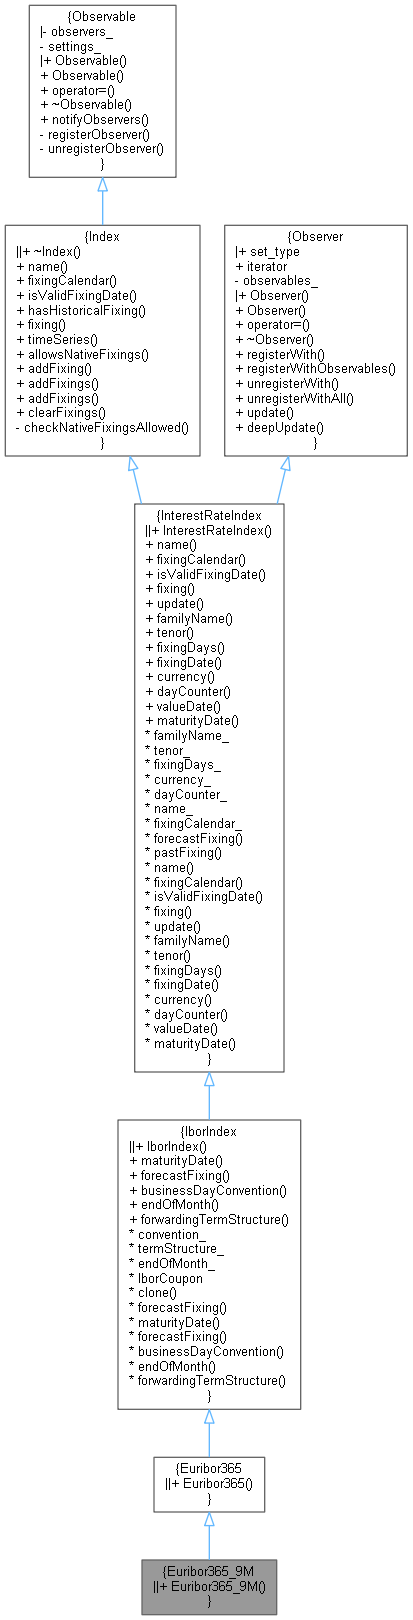 {Observable
|- observers_
- settings_
|+ Observable()
+ Observable()
+ operator=()
+ ~Observable()
+ notifyObservers()
- registerObserver()
- unregisterObserver()
}
{Index
||+ ~Index()
+ name()
+ fixingCalendar()
+ isValidFixingDate()
+ hasHistoricalFixing()
+ fixing()
+ timeSeries()
+ allowsNativeFixings()
+ addFixing()
+ addFixings()
+ addFixings()
+ clearFixings()
- checkNativeFixingsAllowed()
}
{Observer
|+ set_type
+ iterator
- observables_
|+ Observer()
+ Observer()
+ operator=()
+ ~Observer()
+ registerWith()
+ registerWithObservables()
+ unregisterWith()
+ unregisterWithAll()
+ update()
+ deepUpdate()
}
{InterestRateIndex
||+ InterestRateIndex()
+ name()
+ fixingCalendar()
+ isValidFixingDate()
+ fixing()
+ update()
+ familyName()
+ tenor()
+ fixingDays()
+ fixingDate()
+ currency()
+ dayCounter()
+ valueDate()
+ maturityDate()
* familyName_
* tenor_
* fixingDays_
* currency_
* dayCounter_
* name_
* fixingCalendar_
* forecastFixing()
* pastFixing()
* name()
* fixingCalendar()
* isValidFixingDate()
* fixing()
* update()
* familyName()
* tenor()
* fixingDays()
* fixingDate()
* currency()
* dayCounter()
* valueDate()
* maturityDate()
}
{IborIndex
||+ IborIndex()
+ maturityDate()
+ forecastFixing()
+ businessDayConvention()
+ endOfMonth()
+ forwardingTermStructure()
* convention_
* termStructure_
* endOfMonth_
* IborCoupon
* clone()
* forecastFixing()
* maturityDate()
* forecastFixing()
* businessDayConvention()
* endOfMonth()
* forwardingTermStructure()
}
{Euribor365
||+ Euribor365()
}
{Euribor365_9M
||+ Euribor365_9M()
}